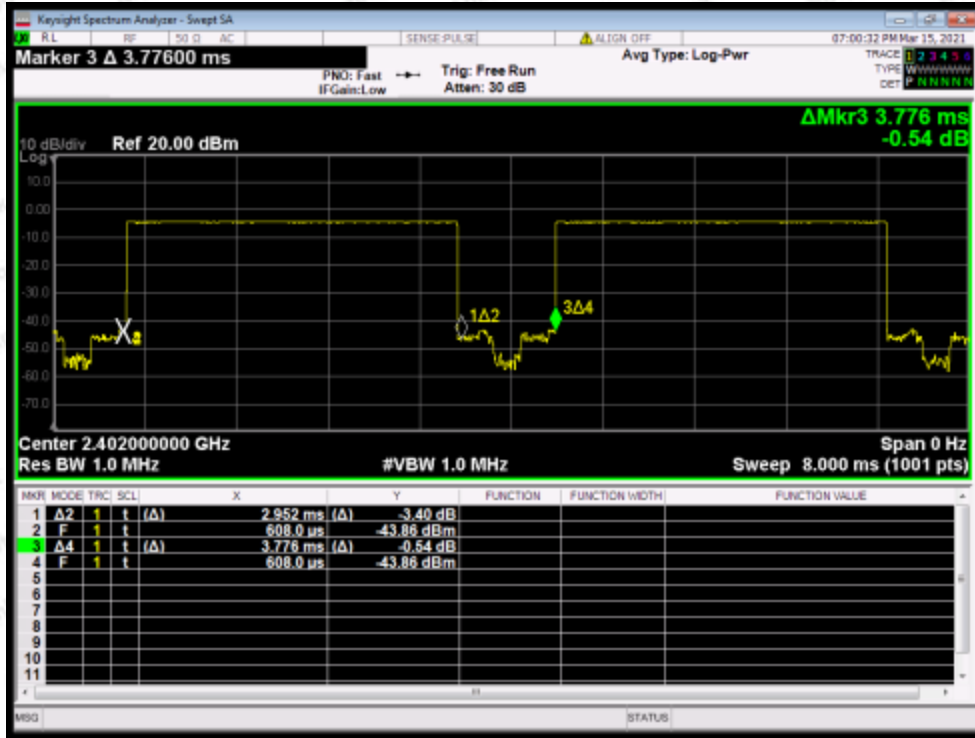 Keysight Spectrum Analyzer - Swept SA
RL RF 50 Ω AC SENSE:PULSE ALIGN OFF 07:00:32 PM Mar 15, 2021
Marker 3 Δ 3.77600 ms
PNO: Fast
IFGain:Low
Trig: Free Run
Atten: 30 dB
Avg Type: Log-Pwr
TRACE 1 2 3 4 5 6
TYPE WWWWWW
DET P N N N N N
ΔMkr3 3.776 ms
-0.54 dB
10 dB/div Ref 20.00 dBm
Log
10.0
0.00
-10.0
-20.0
-30.0
-40.0
-50.0
-60.0
-70.0
1Δ2
3Δ4
Center 2.402000000 GHz Span 0 Hz
Res BW 1.0 MHz #VBW 1.0 MHz Sweep 8.000 ms (1001 pts)
MKR MODE TRC SCL X Y FUNCTION FUNCTION WIDTH FUNCTION VALUE
1 Δ2 1 t (Δ) 2.952 ms (Δ) -3.40 dB
2 F 1 t 608.0 µs -43.86 dBm
3 Δ4 1 t (Δ) 3.776 ms (Δ) -0.54 dB
4 F 1 t 608.0 µs -43.86 dBm
5
6
7
8
9
10
11
MSG STATUS